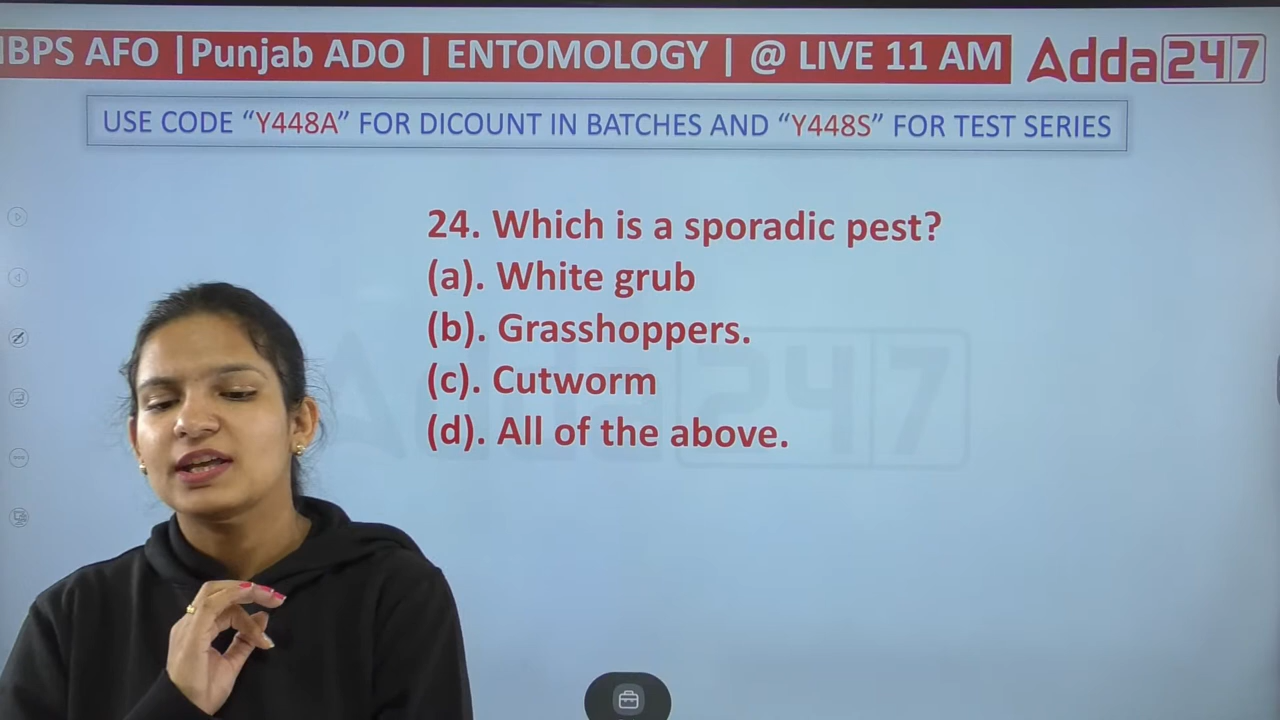 IBPS AFO |Punjab ADO | ENTOMOLOGY | @ LIVE 11 AM
Adda247
USE CODE “Y448A” FOR DICOUNT IN BATCHES AND “Y448S” FOR TEST SERIES
24. Which is a sporadic pest?
(a). White grub
(b). Grasshoppers.
(c). Cutworm
(d). All of the above.
Adda247